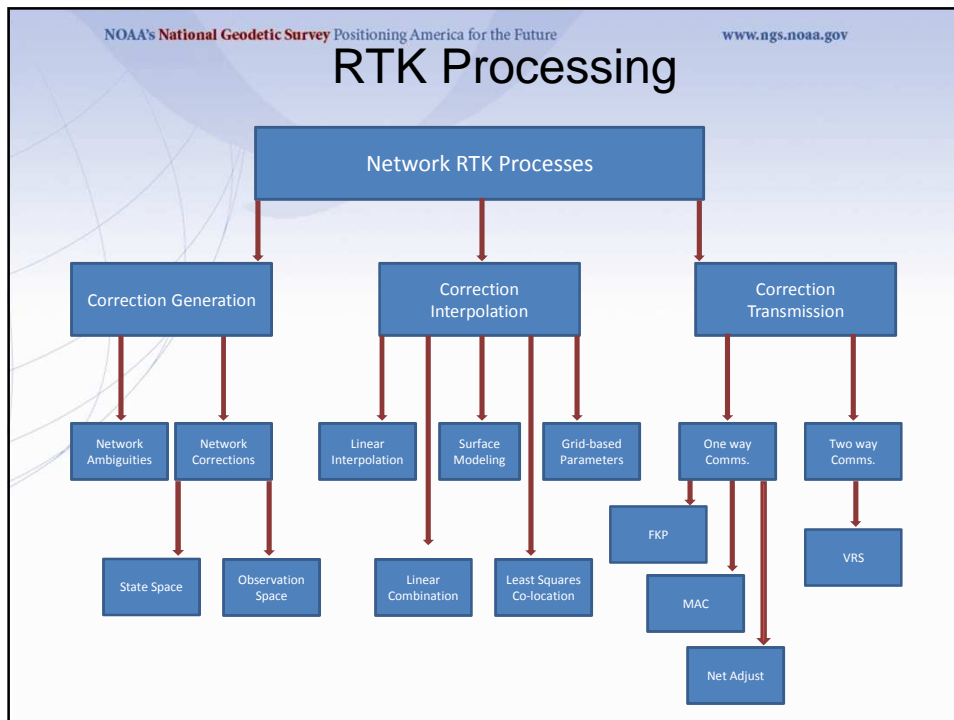 NOAA's National Geodetic Survey Positioning America for the Future www.ngs.noaa.gov
RTK Processing
Network RTK Processes
Correction Generation
Correction
Interpolation
Correction
Transmission
Network
Ambiguities
Network
Corrections
Linear
Interpolation
Surface
Modeling
Grid-based
Parameters
One way
Comms.
Two way
Comms.
State Space
Observation
Space
Linear
Combination
Least Squares
Co-location
FKP
MAC
Net Adjust
VRS